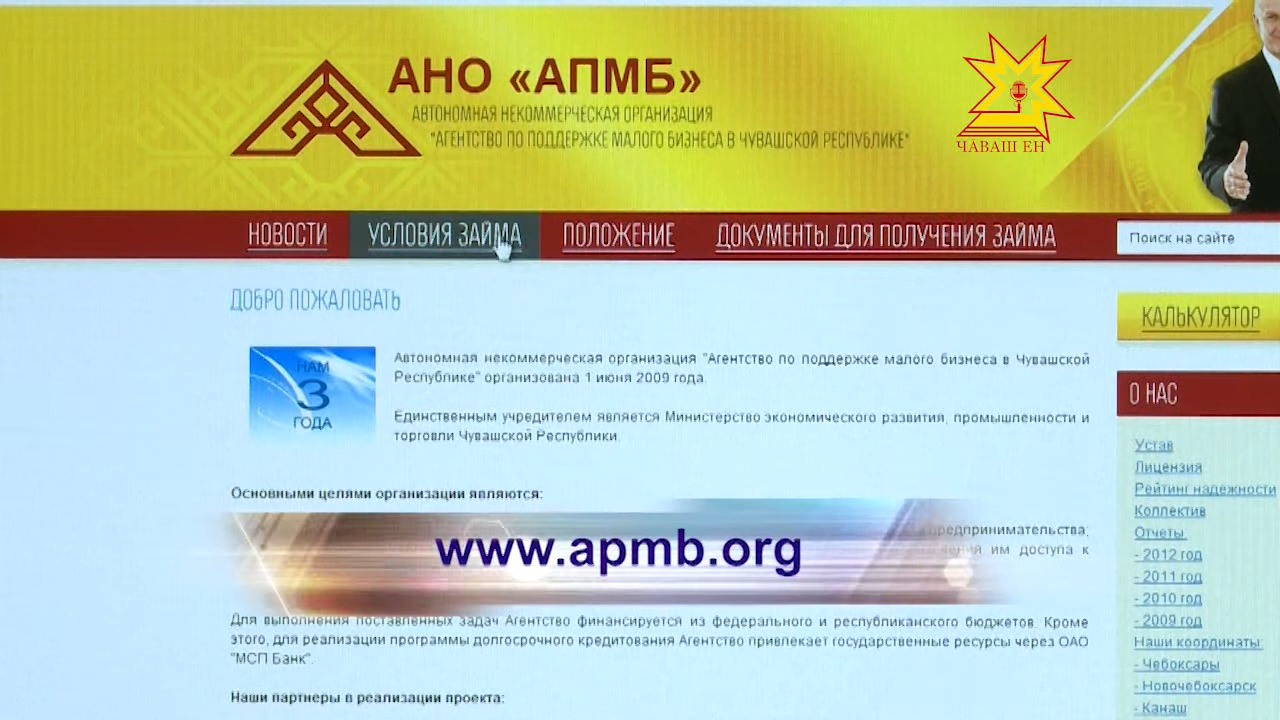 АНО «АПМБ»
АВТОНОМНАЯ НЕКОММЕРЧЕСКАЯ ОРГАНИЗАЦИЯ
"АГЕНТСТВО ПО ПОДДЕРЖКЕ МАЛОГО БИЗНЕСА В ЧУВАШСКОЙ РЕСПУБЛИКЕ"
ЧĂВАШ ЕН
НОВОСТИ УСЛОВИЯ ЗАЙМА ПОЛОЖЕНИЕ ДОКУМЕНТЫ ДЛЯ ПОЛУЧЕНИЯ ЗАЙМА
Поиск на сайте
ДОБРО ПОЖАЛОВАТЬ
НАМ
3
ГОДА
Автономная некоммерческая организация "Агентство по поддержке малого бизнеса в Чувашской
Республике" организована 1 июня 2009 года.
Единственным учредителем является Министерство экономического развития, промышленности и
торговли Чувашской Республики.
Основными целями организации являются:
предпринимательства;
им доступа к
www.apmb.org
Для выполнения поставленных задач Агентство финансируется из федерального и республиканского бюджетов. Кроме
этого, для реализации программы долгосрочного кредитования Агентство привлекает государственные ресурсы через ОАО
"МСП Банк".
Наши партнеры в реализации проекта:
КАЛЬКУЛЯТОР
О НАС
Устав
Лицензия
Рейтинг надежности
Коллектив
Отчеты:
- 2012 год
- 2011 год
- 2010 год
- 2009 год
Наши координаты:
- Чебоксары
- Новочебоксарск
- Канаш